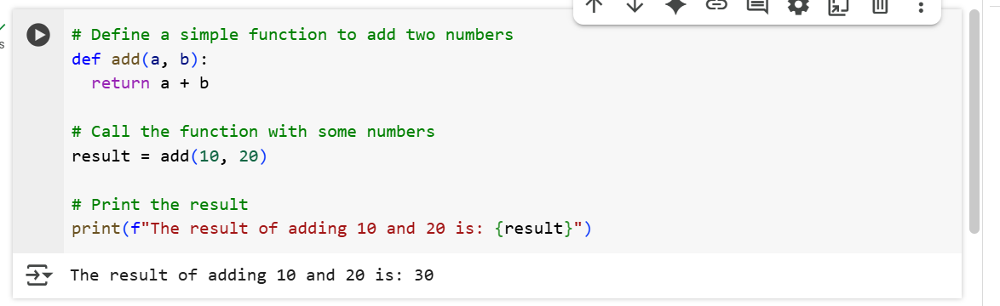 # Define a simple function to add two numbers
def add(a, b):
  return a + b
# Call the function with some numbers
result = add(10, 20)
# Print the result
print(f"The result of adding 10 and 20 is: {result}")
The result of adding 10 and 20 is: 30